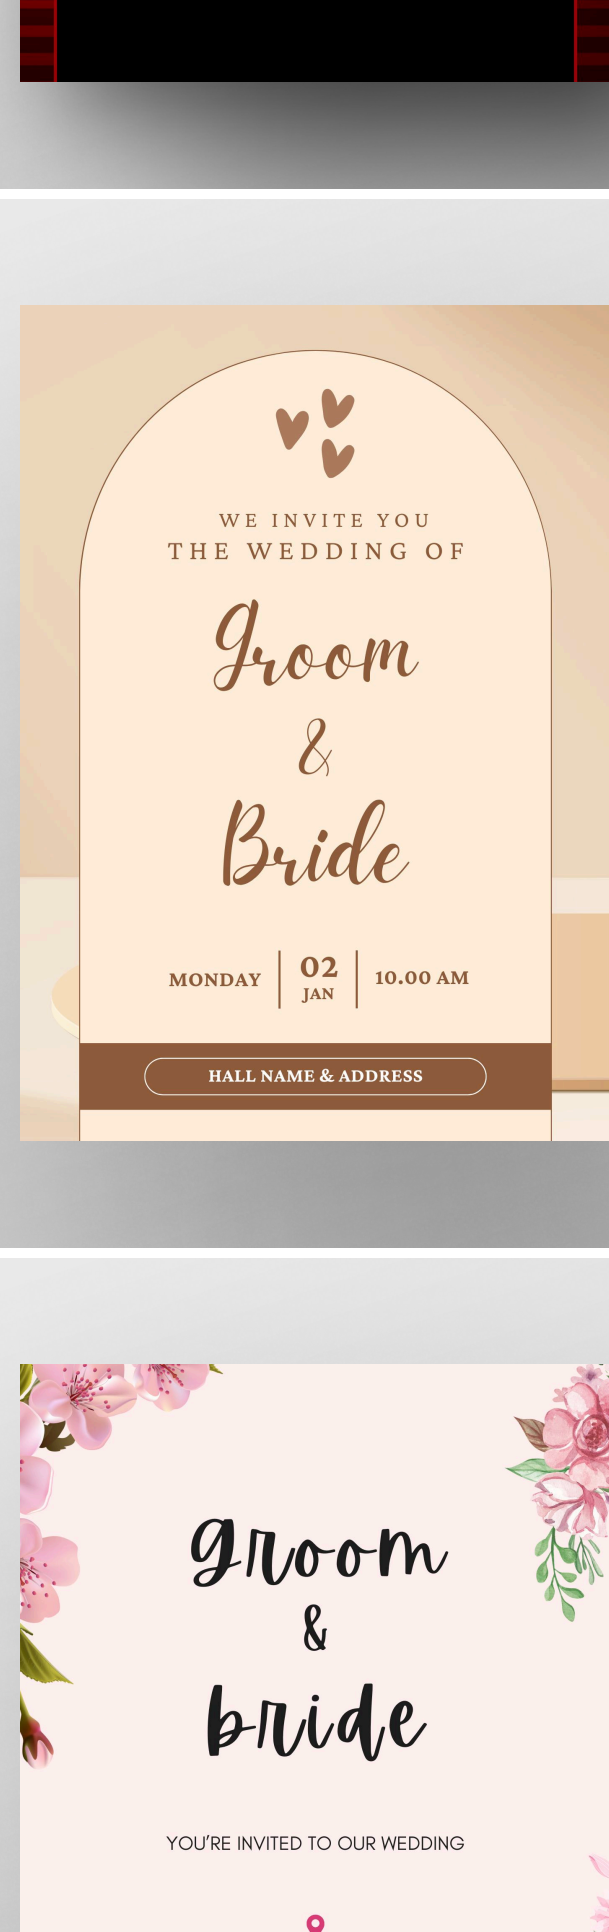 WE INVITE YOU
THE WEDDING OF
Groom
&
Bride
MONDAY
02
JAN
10.00 AM
HALL NAME & ADDRESS
groom
&
bride
YOU'RE INVITED TO OUR WEDDING